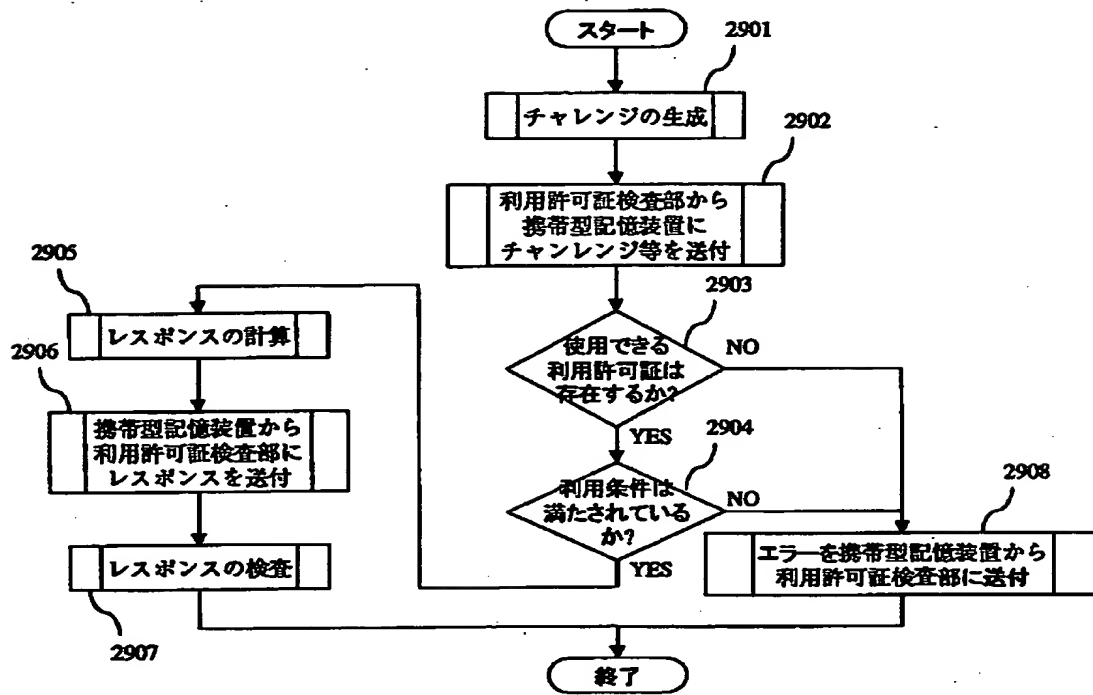 スタート
2901
チャレンジの生成
2902
利用許可証検査部から
携帯型記憶装置に
チャンレンジ等を送付
2903
使用できる
利用許可証は
存在するか?
NO
YES
2904
利用条件は
満たされている
か?
NO
YES
2905
レスポンスの計算
2906
携帯型記憶装置から
利用許可証検査部に
レスポンスを送付
レスポンスの検査
2907
2908
エラーを携帯型記憶装置から
利用許可証検査部に送付
終了